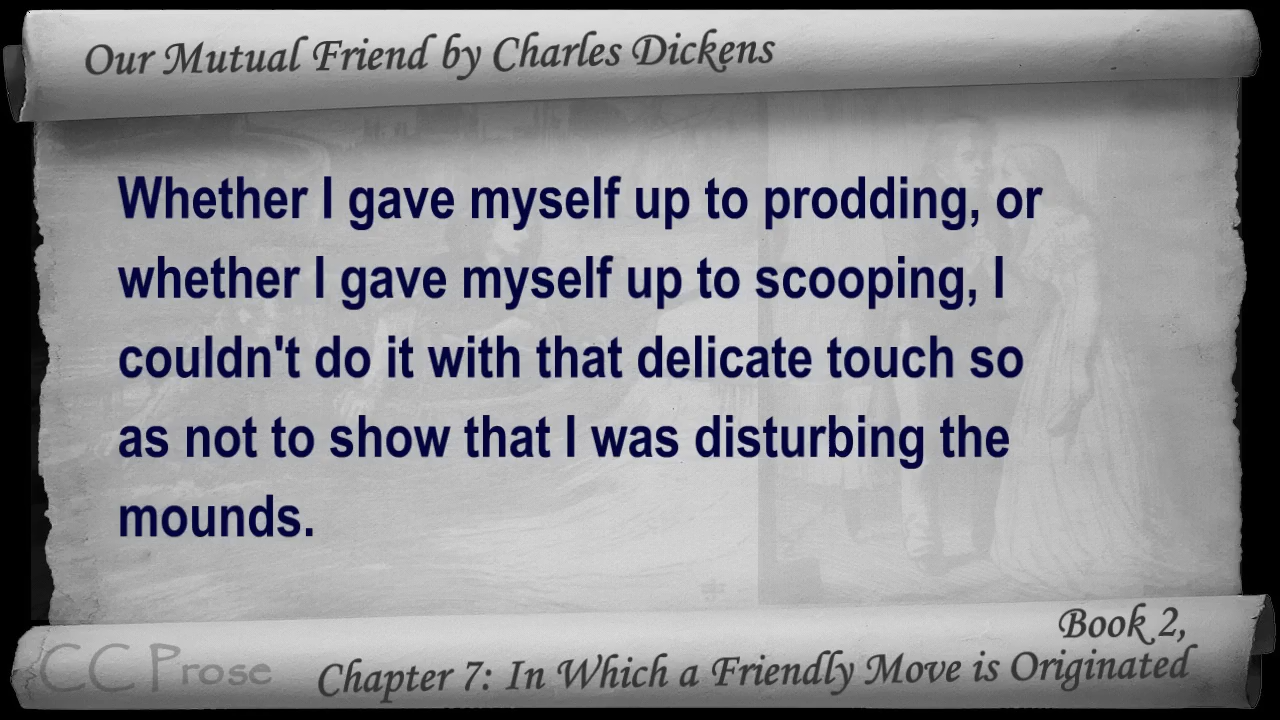 Our Mutual Friend by Charles Dickens
Whether I gave myself up to prodding, or
whether I gave myself up to scooping, I
couldn't do it with that delicate touch so
as not to show that I was disturbing the
mounds.
Book 2,
CC Prose
Chapter 7: In Which a Friendly Move is Originated